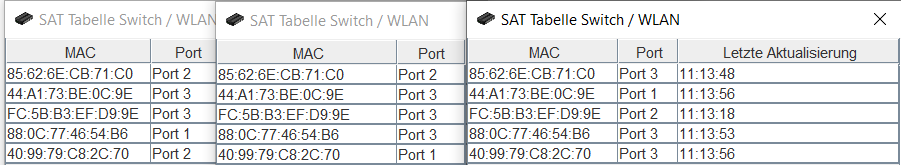 SAT Tabelle Switch / WLAN
MAC Port
85:62:6E:CB:71:C0 Port 2
44:A1:73:BE:0C:9E Port 3
FC:5B:B3:EF:D9:9E Port 3
88:0C:77:46:54:B6 Port 1
40:99:79:C8:2C:70 Port 2
SAT Tabelle Switch / WLAN
MAC Port
85:62:6E:CB:71:C0 Port 2
44:A1:73:BE:0C:9E Port 3
FC:5B:B3:EF:D9:9E Port 3
88:0C:77:46:54:B6 Port 3
40:99:79:C8:2C:70 Port 1
SAT Tabelle Switch / WLAN
MAC Port Letzte Aktualisierung
85:62:6E:CB:71:C0 Port 3 11:13:48
44:A1:73:BE:0C:9E Port 1 11:13:56
FC:5B:B3:EF:D9:9E Port 2 11:13:18
88:0C:77:46:54:B6 Port 3 11:13:53
40:99:79:C8:2C:70 Port 3 11:13:56